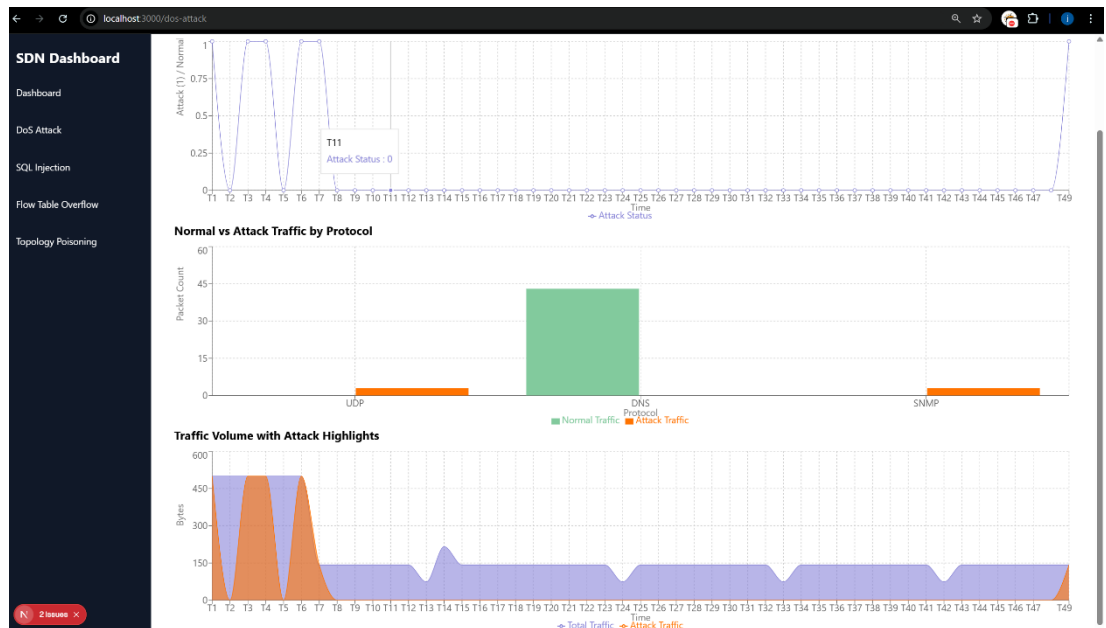 localhost:3000/dos-attack
SDN Dashboard
Dashboard
DoS Attack
SQL Injection
Flow Table Overflow
Topology Poisoning
Attack (1) / Normal
1
0.75
0.5
0.25
0
T11
Attack Status : 0
T1 T2 T3 T4 T5 T6 T7 T8 T9 T10 T11 T12 T13 T14 T15 T16 T17 T18 T19 T20 T21 T22 T23 T24 T25 T26 T27 T28 T29 T30 T31 T32 T33 T34 T35 T36 T37 T38 T39 T40 T41 T42 T43 T44 T45 T46 T47 T49
Time
Attack Status
Normal vs Attack Traffic by Protocol
Packet Count
60
45
30
15
0
UDP DNS SNMP
Protocol
Normal Traffic Attack Traffic
Traffic Volume with Attack Highlights
Bytes
600
450
300
150
0
T1 T2 T3 T4 T5 T6 T7 T8 T9 T10 T11 T12 T13 T14 T15 T16 T17 T18 T19 T20 T21 T22 T23 T24 T25 T26 T27 T28 T29 T30 T31 T32 T33 T34 T35 T36 T37 T38 T39 T40 T41 T42 T43 T44 T45 T46 T47 T49
Time
Total Traffic Attack Traffic
N 2 Issues